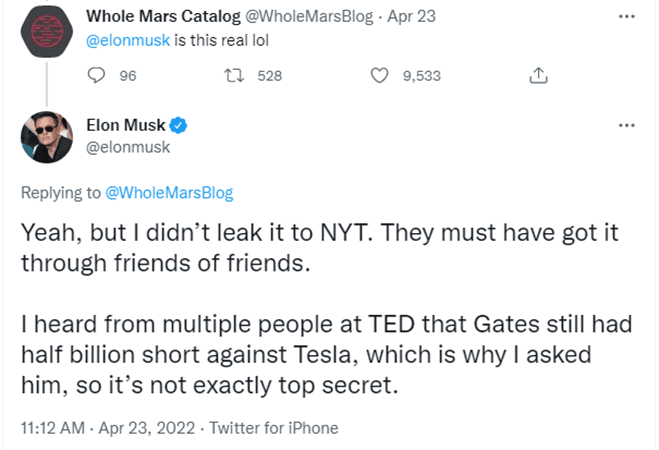 Whole Mars Catalog @WholeMarsBlog · Apr 23
@elonmusk is this real lol
96 528 9,533
Elon Musk
@elonmusk
Replying to @WholeMarsBlog
Yeah, but I didn’t leak it to NYT. They must have got it
through friends of friends.
I heard from multiple people at TED that Gates still had
half billion short against Tesla, which is why I asked
him, so it’s not exactly top secret.
11:12 AM · Apr 23, 2022 · Twitter for iPhone